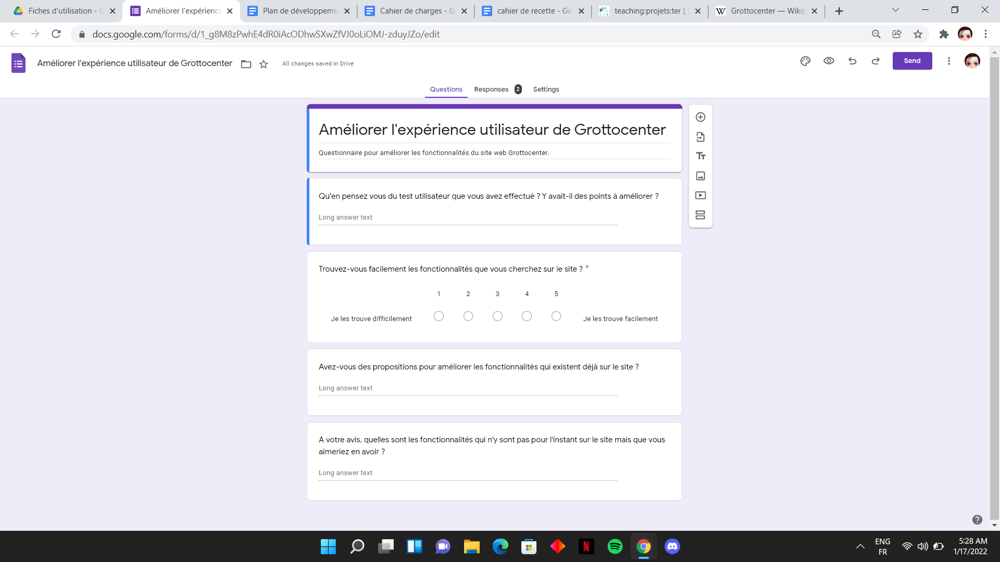 Fiches d'utilisation - G
Améliorer l'expérience
Plan de développeme
Cahier de charges - G
cahier de recette - Go
teaching:projets:ter [
Grottocenter — Wikip
docs.google.com/forms/d/1_g8M8zPwhE4dR0iAcODhwSXwZfVJ0oLiOMJ-zduyJZo/edit
Améliorer l'expérience utilisateur de Grottocenter
All changes saved in Drive
Send
Questions
Responses 2
Settings
Améliorer l'expérience utilisateur de Grottocenter
Questionnaire pour améliorer les fonctionnalités du site web Grottocenter.
Qu'en pensez vous du test utilisateur que vous avez effectué ? Y avait-il des points à améliorer ?
Long answer text
Trouvez-vous facilement les fonctionnalités que vous cherchez sur le site ? *
1 2 3 4 5
Je les trouve difficilement
Je les trouve facilement
Avez-vous des propositions pour améliorer les fonctionnalités qui existent déjà sur le site ?
Long answer text
A votre avis, quelles sont les fonctionnalités qui n'y sont pas pour l'instant sur le site mais que vous
aimeriez en avoir ?
Long answer text
ENG
FR
5:28 AM
1/17/2022